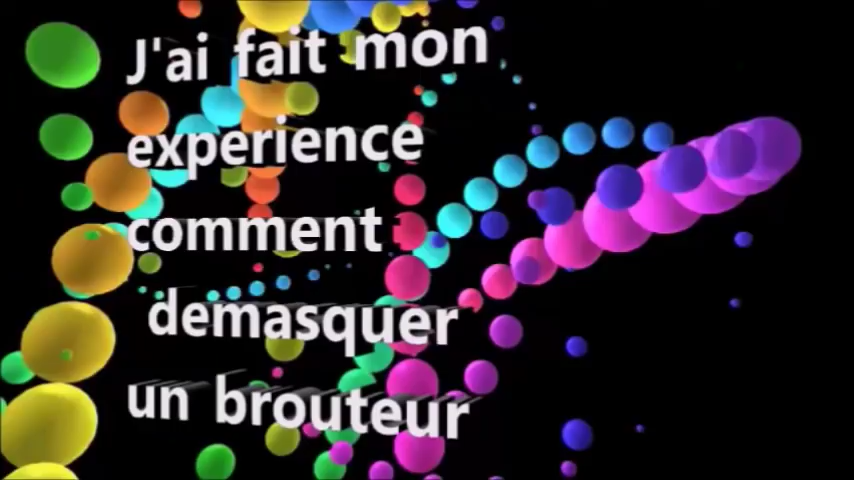 J'ai fait mon
experience
comment
demasquer
un brouteur